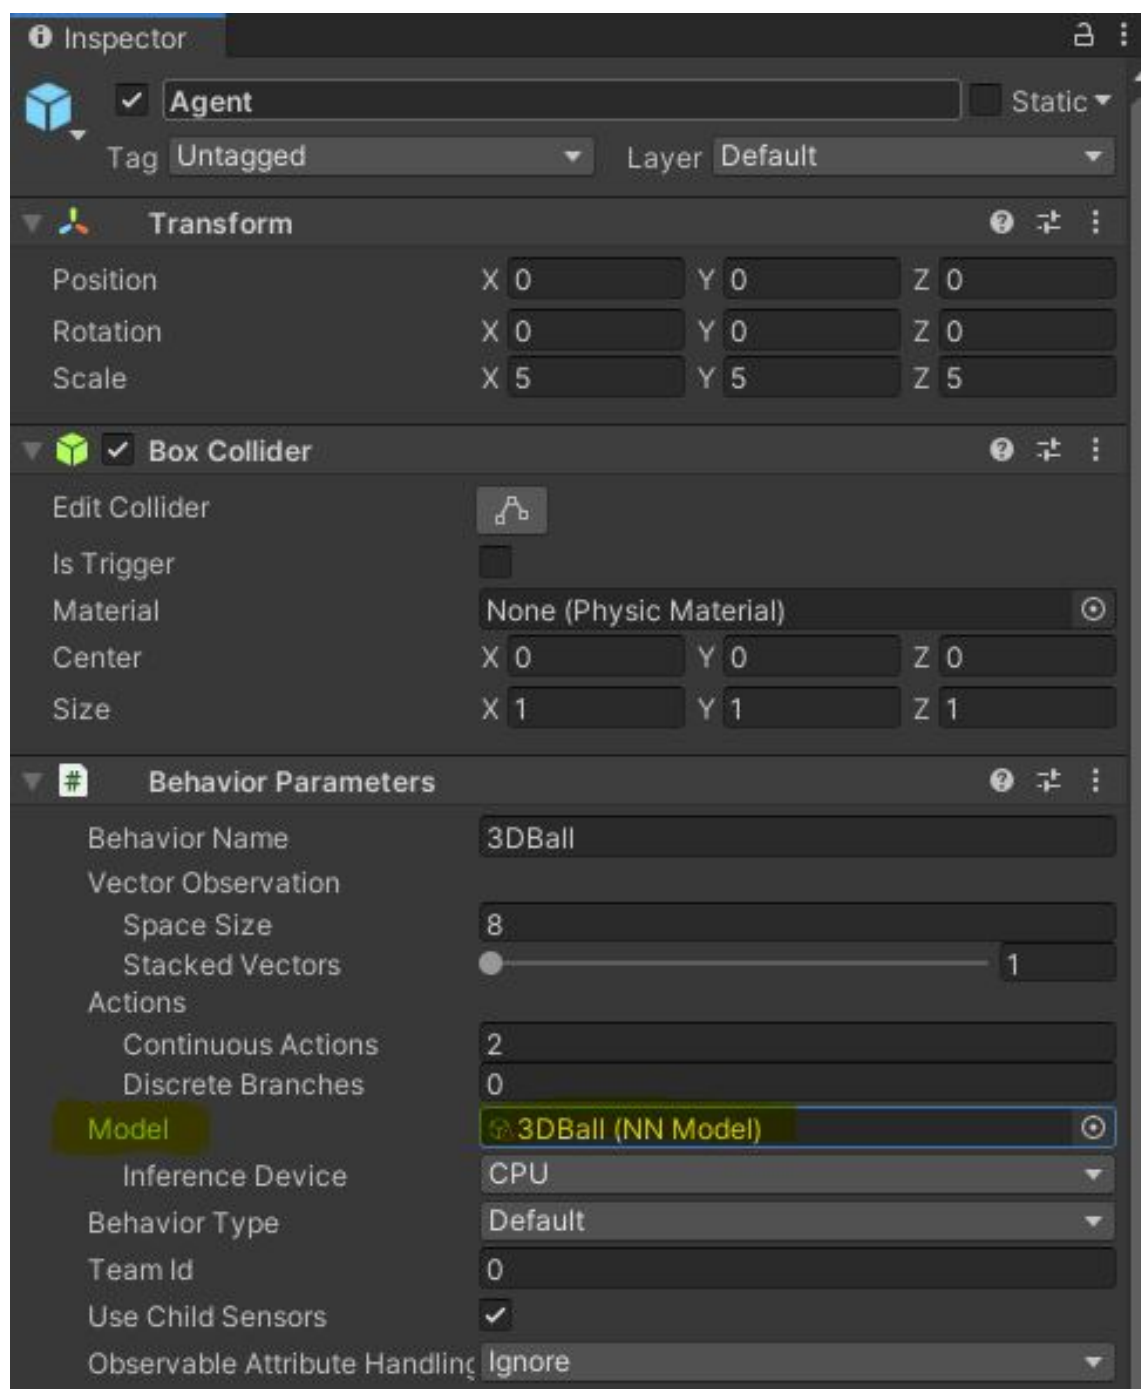 Inspector
Agent Static
Tag Untagged Layer Default
Transform
Position X 0 Y 0 Z 0
Rotation X 0 Y 0 Z 0
Scale X 5 Y 5 Z 5
Box Collider
Edit Collider
Is Trigger
Material None (Physic Material)
Center X 0 Y 0 Z 0
Size X 1 Y 1 Z 1
# Behavior Parameters
Behavior Name 3DBall
Vector Observation
Space Size 8
Stacked Vectors 1
Actions
Continuous Actions 2
Discrete Branches 0
Model 3DBall (NN Model)
Inference Device CPU
Behavior Type Default
Team Id 0
Use Child Sensors
Observable Attribute Handling Ignore